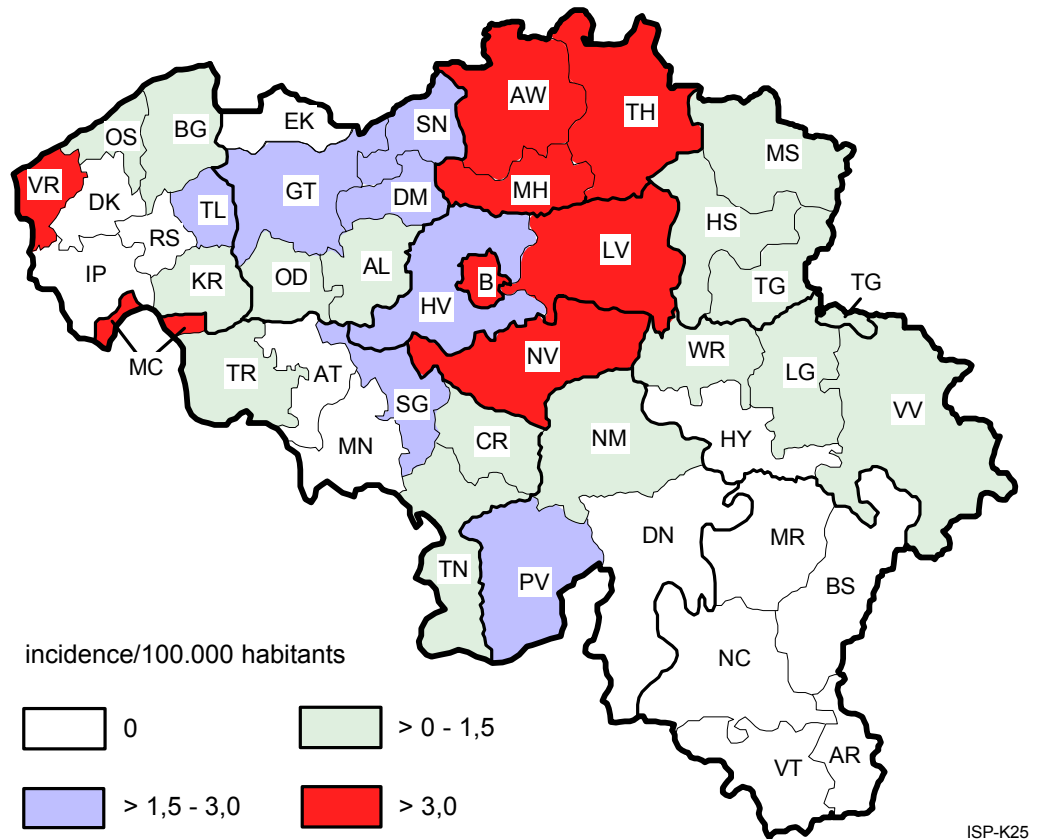 AW
TH
EK
SN
OS
BG
MS
VR
GT
MH
DK
TL
DM
HS
RS
LV
AL
IP
KR
OD
B
TG
TG
HV
MC
NV
WR
TR
AT
LG
SG
VV
CR
NM
HY
MN
DN
MR
TN
PV
BS
NC
AR
VT
incidence/100.000 habitants
0
> 0 - 1,5
> 1,5 - 3,0
> 3,0
ISP-K25